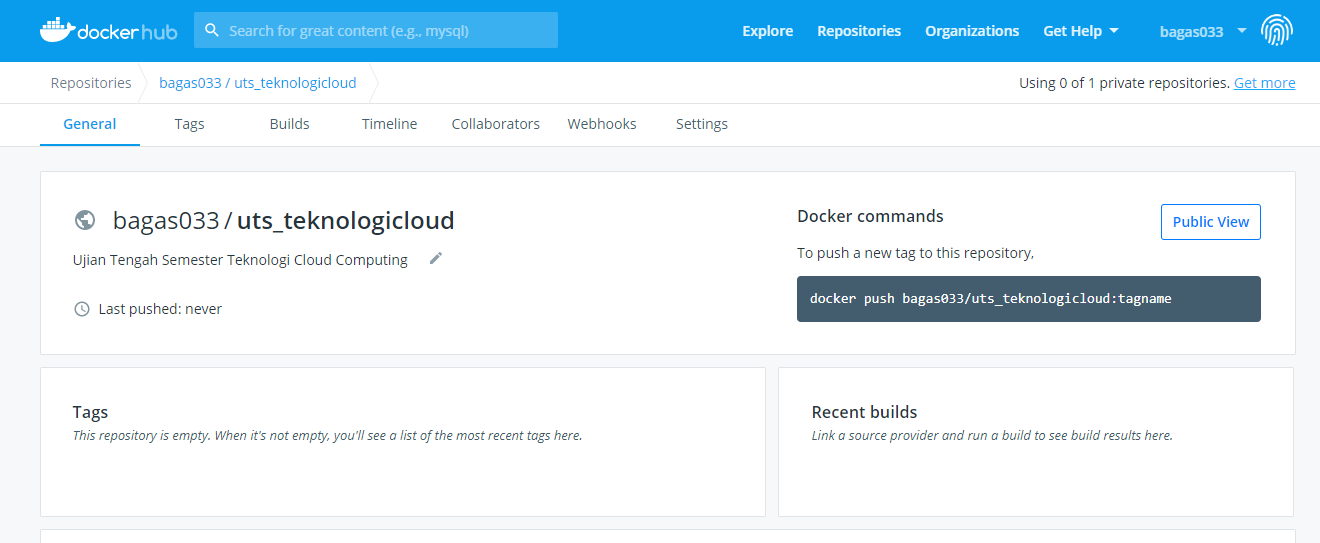 dockerhub Search for great content (e.g., mysql) Explore Repositories Organizations Get Help bagas033
Repositories bagas033 / uts_teknologicloud Using 0 of 1 private repositories. Get more
General Tags Builds Timeline Collaborators Webhooks Settings
bagas033 / uts_teknologicloud
Ujian Tengah Semester Teknologi Cloud Computing
Last pushed: never
Docker commands
Public View
To push a new tag to this repository,
docker push bagas033/uts_teknologicloud:tagname
Tags
This repository is empty. When it's not empty, you'll see a list of the most recent tags here.
Recent builds
Link a source provider and run a build to see build results here.